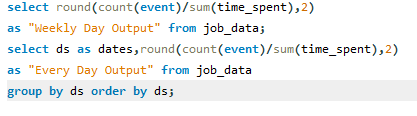 select round(count(event)/sum(time_spent),2)
as "Weekly Day Output" from job_data;
select ds as dates,round(count(event)/sum(time_spent),2)
as "Every Day Output" from job_data
group by ds order by ds;